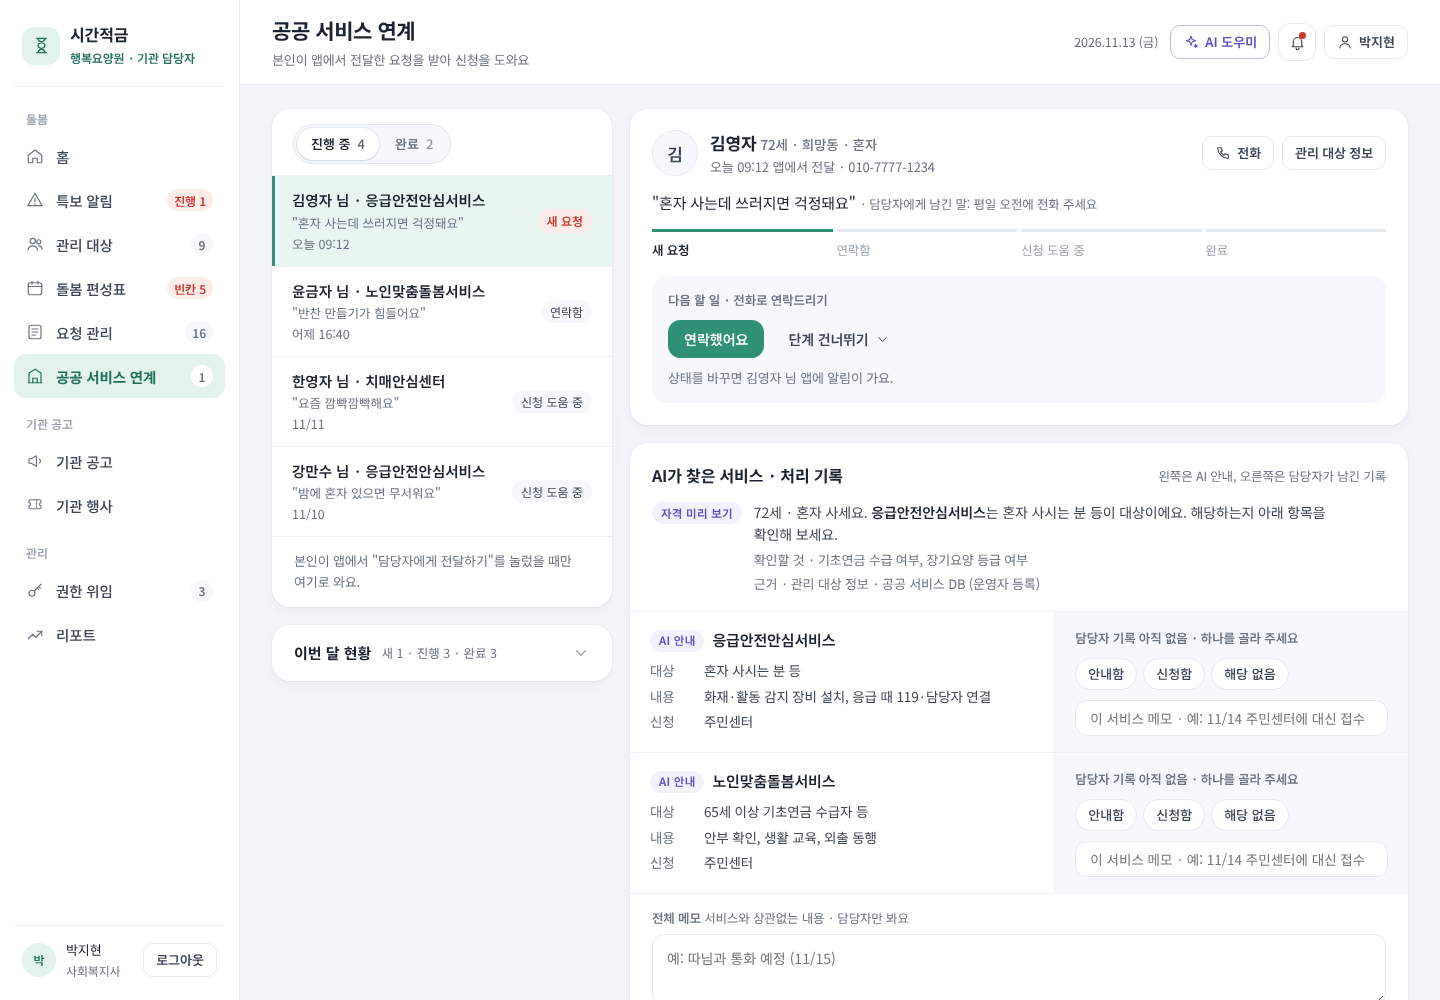 시간적금
행복요양원 · 기관 담당자
돌봄
홈
특보 알림 진행 1
관리 대상 9
돌봄 편성표 빈칸 5
요청 관리 16
공공 서비스 연계 1
기관 공고
기관 공고
기관 행사
관리
권한 위임 3
리포트
박
박지현
사회복지사
로그아웃
공공 서비스 연계
본인이 앱에서 전달한 요청을 받아 신청을 도와요
2026.11.13 (금)
AI 도우미
박지현
진행 중 4
완료 2
김영자 님 · 응급안전안심서비스
"혼자 사는데 쓰러지면 걱정돼요"
오늘 09:12
새 요청
윤금자 님 · 노인맞춤돌봄서비스
"반찬 만들기가 힘들어요"
어제 16:40
연락함
한영자 님 · 치매안심센터
"요즘 깜빡깜빡해요"
11/11
신청 도움 중
강만수 님 · 응급안전안심서비스
"밤에 혼자 있으면 무서워요"
11/10
신청 도움 중
본인이 앱에서 "담당자에게 전달하기"를 눌렀을 때만
여기로 와요.
이번 달 현황 새 1 · 진행 3 · 완료 3
김
김영자 72세 · 희망동 · 혼자
오늘 09:12 앱에서 전달 · 010-7777-1234
전화
관리 대상 정보
"혼자 사는데 쓰러지면 걱정돼요" · 담당자에게 남긴 말: 평일 오전에 전화 주세요
새 요청
연락함
신청 도움 중
완료
다음 할 일 · 전화로 연락드리기
연락했어요
단계 건너뛰기
상태를 바꾸면 김영자 님 앱에 알림이 가요.
AI가 찾은 서비스 · 처리 기록
왼쪽은 AI 안내, 오른쪽은 담당자가 남긴 기록
자격 미리 보기
72세 · 혼자 사세요. 응급안전안심서비스는 혼자 사시는 분 등이 대상이에요. 해당하는지 아래 항목을
확인해 보세요.
확인할 것 · 기초연금 수급 여부, 장기요양 등급 여부
근거 · 관리 대상 정보 · 공공 서비스 DB (운영자 등록)
AI 안내 응급안전안심서비스
대상 혼자 사시는 분 등
내용 화재·활동 감지 장비 설치, 응급 때 119·담당자 연결
신청 주민센터
담당자 기록 아직 없음 · 하나를 골라 주세요
안내함
신청함
해당 없음
이 서비스 메모 · 예: 11/14 주민센터에 대신 접수
AI 안내 노인맞춤돌봄서비스
대상 65세 이상 기초연금 수급자 등
내용 안부 확인, 생활 교육, 외출 동행
신청 주민센터
담당자 기록 아직 없음 · 하나를 골라 주세요
안내함
신청함
해당 없음
이 서비스 메모 · 예: 11/14 주민센터에 대신 접수
전체 메모 서비스와 상관없는 내용 · 담당자만 봐요
예: 따님과 통화 예정 (11/15)